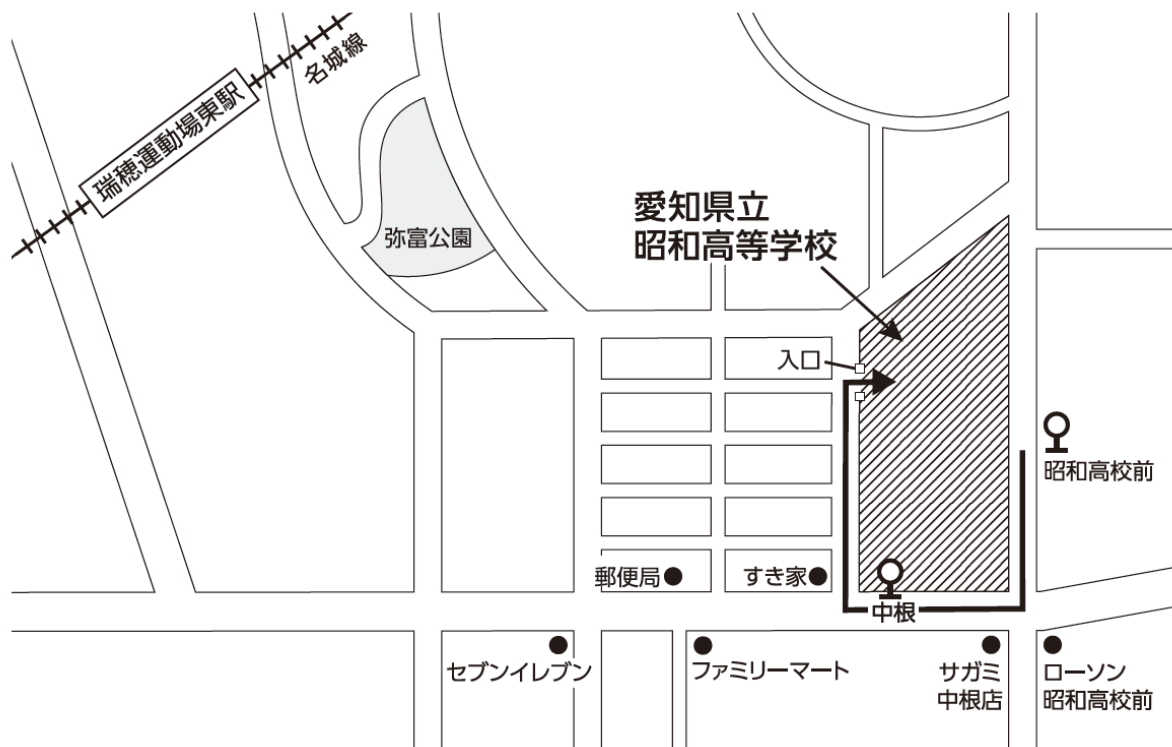 名城線
瑞穂運動場東駅
愛知県立
昭和高等学校
弥富公園
入口
昭和高校前
郵便局
すき家
中根
セブンイレブン
ファミリーマート
サガミ
中根店
ローソン
昭和高校前